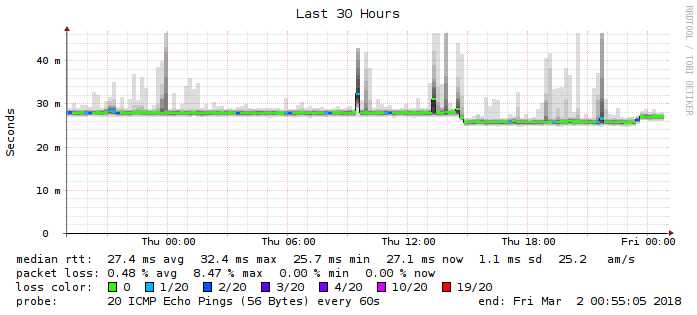 Last 30 Hours
RRDTOOL / TOBI OETIKER
Seconds
40 m
30 m
20 m
10 m
0
Thu 00:00 Thu 06:00 Thu 12:00 Thu 18:00 Fri 00:00
median rtt: 27.4 ms avg 32.4 ms max 25.7 ms min 27.1 ms now 1.1 ms sd 25.2 am/s
packet loss: 0.48 % avg 8.47 % max 0.00 % min 0.00 % now
loss color: 0 1/20 2/20 3/20 4/20 10/20 19/20
probe: 20 ICMP Echo Pings (56 Bytes) every 60s end: Fri Mar 2 00:55:05 2018